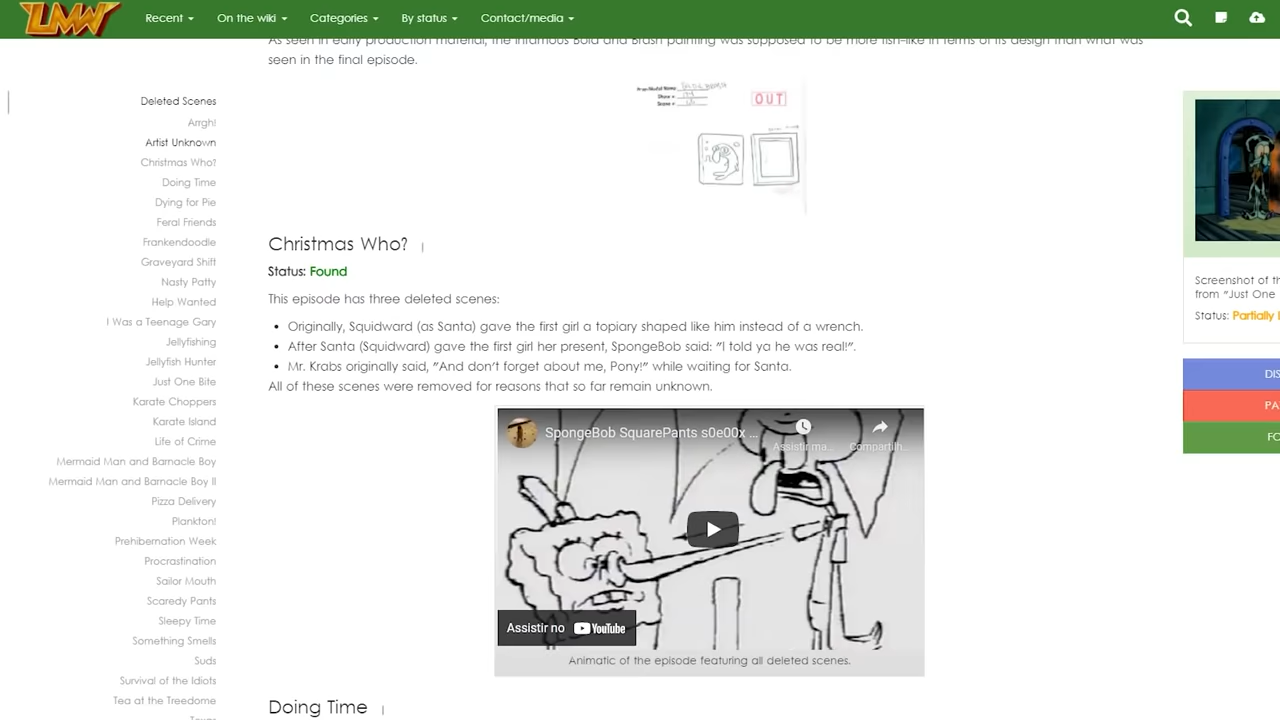 LMW
Recent
On the wiki
Categories
By status
Contact/media
As seen in early production material, the infamous Bold and Brash painting was supposed to be more fish-like in terms of its design than what was
seen in the final episode.
Deleted Scenes
Arrgh!
Artist Unknown
Christmas Who?
Doing Time
Dying for Pie
Feral Friends
Frankendoodle
Graveyard Shift
Nasty Patty
Help Wanted
I Was a Teenage Gary
Jellyfishing
Jellyfish Hunter
Just One Bite
Karate Choppers
Karate Island
Life of Crime
Mermaid Man and Barnacle Boy
Mermaid Man and Barnacle Boy II
Pizza Delivery
Plankton!
Prehibernation Week
Procrastination
Sailor Mouth
Scaredy Pants
Sleepy Time
Something Smells
Suds
Survival of the Idiots
Tea at the Treedome
OUT
Christmas Who?
Status: Found
This episode has three deleted scenes:
• Originally, Squidward (as Santa) gave the first girl a topiary shaped like him instead of a wrench.
• After Santa (Squidward) gave the first girl her present, SpongeBob said: "I told ya he was real!".
• Mr. Krabs originally said, "And don't forget about me, Pony!" while waiting for Santa.
All of these scenes were removed for reasons that so far remain unknown.
SpongeBob SquarePants s0e00x ...
Assistir ma...
Compartilh...
Assistir no YouTube
Animatic of the episode featuring all deleted scenes.
Doing Time
Screenshot of th
from "Just One
Status: Partially L
DIS
PA
FO